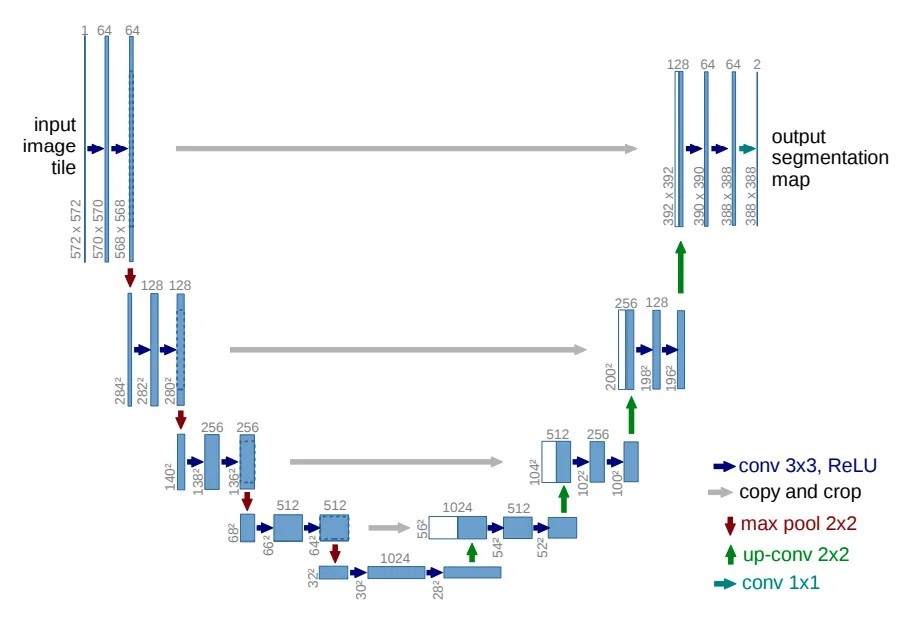 1 64 64
input
image
tile
572 x 572
570 x 570
568 x 568
128 64 64 2
output
segmentation
map
392 x 392
390 x 390
388 x 388
388 x 388
128 128
284²
282²
280²
256 128
200²
198²
196²
256 256
140²
138²
136²
512 256
104²
102²
100²
512 512
68²
66²
64²
1024 512
56²
54²
52²
1024
32²
30²
28²
conv 3x3, ReLU
copy and crop
max pool 2x2
up-conv 2x2
conv 1x1